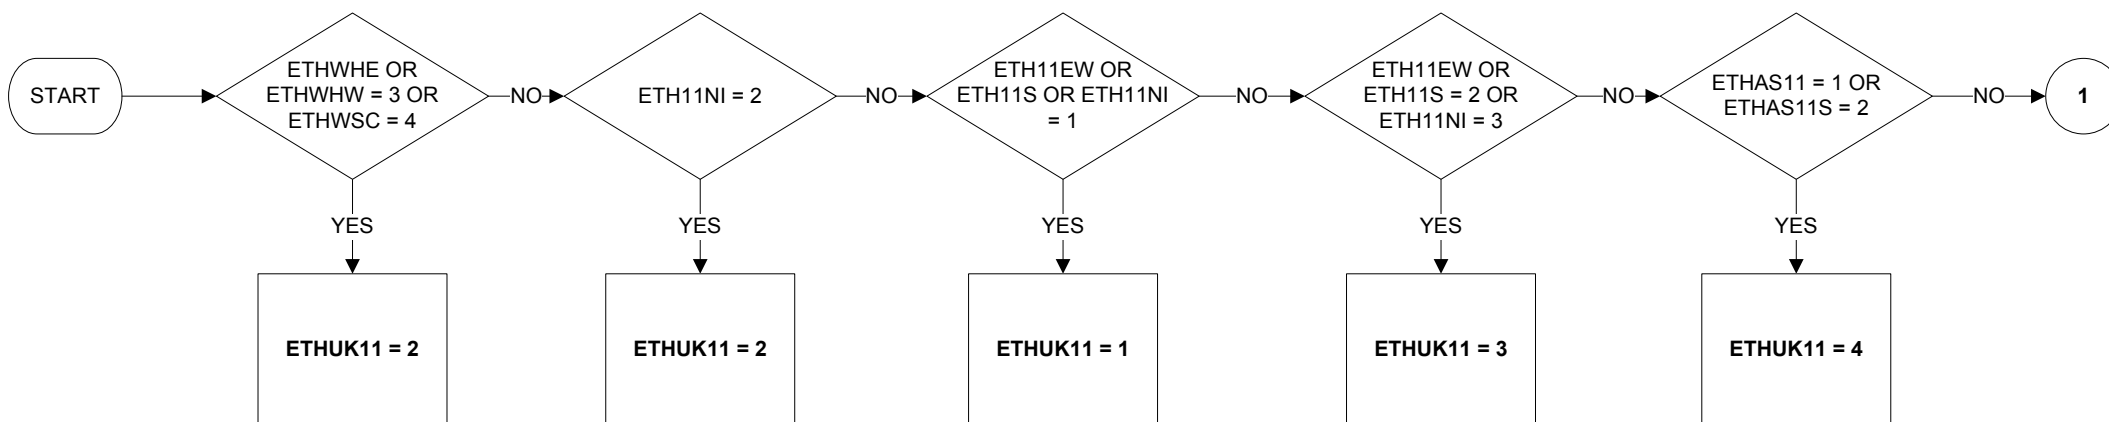 START
ETHWHE OR
ETHWHW = 3 OR
ETHWSC = 4
NO
ETH11NI = 2
NO
ETH11EW OR
ETH11S OR ETH11NI
= 1
NO
ETH11EW OR
ETH11S = 2 OR
ETH11NI = 3
NO
ETHAS11 = 1 OR
ETHAS11S = 2
NO
1
YES
YES
YES
YES
YES
ETHUK11 = 2
ETHUK11 = 2
ETHUK11 = 1
ETHUK11 = 3
ETHUK11 = 4